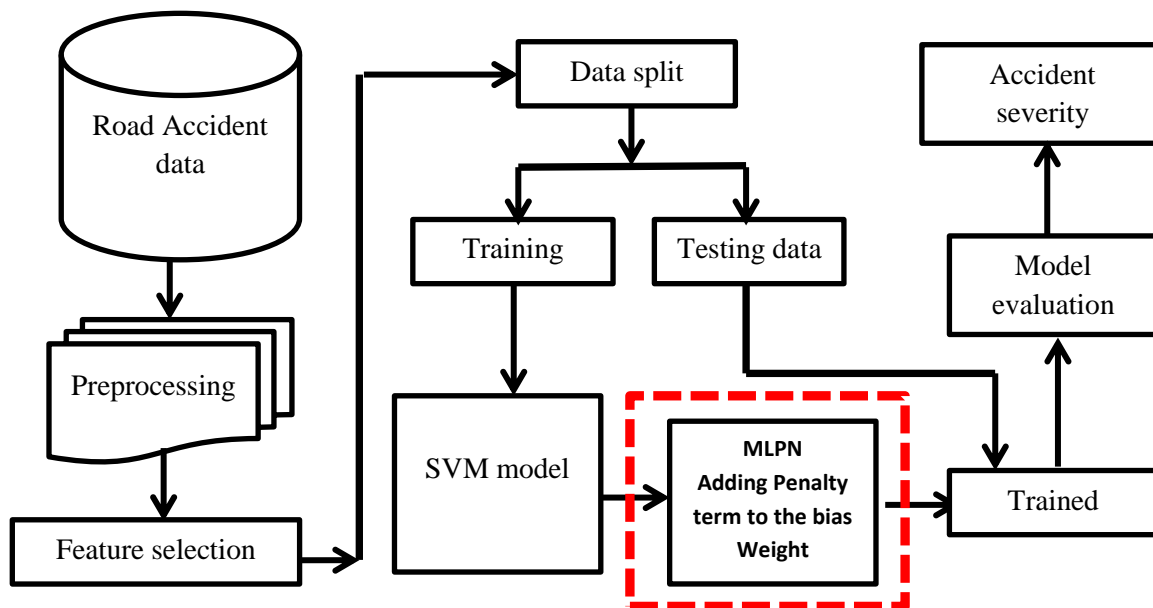 Road Accident
data
Preprocessing
Feature selection
Data split
Training
Testing data
SVM model
MLPN
Adding Penalty
term to the bias
Weight
Trained
Model
evaluation
Accident
severity